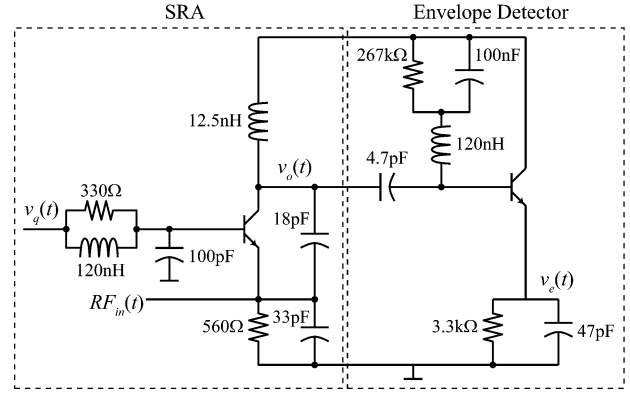 SRA
Envelope Detector
267kΩ
100nF
12.5nH
120nH
4.7pF
v_o(t)
330Ω
v_q(t)
18pF
100pF
120nH
v_e(t)
RF_in(t)
560Ω
33pF
3.3kΩ
47pF